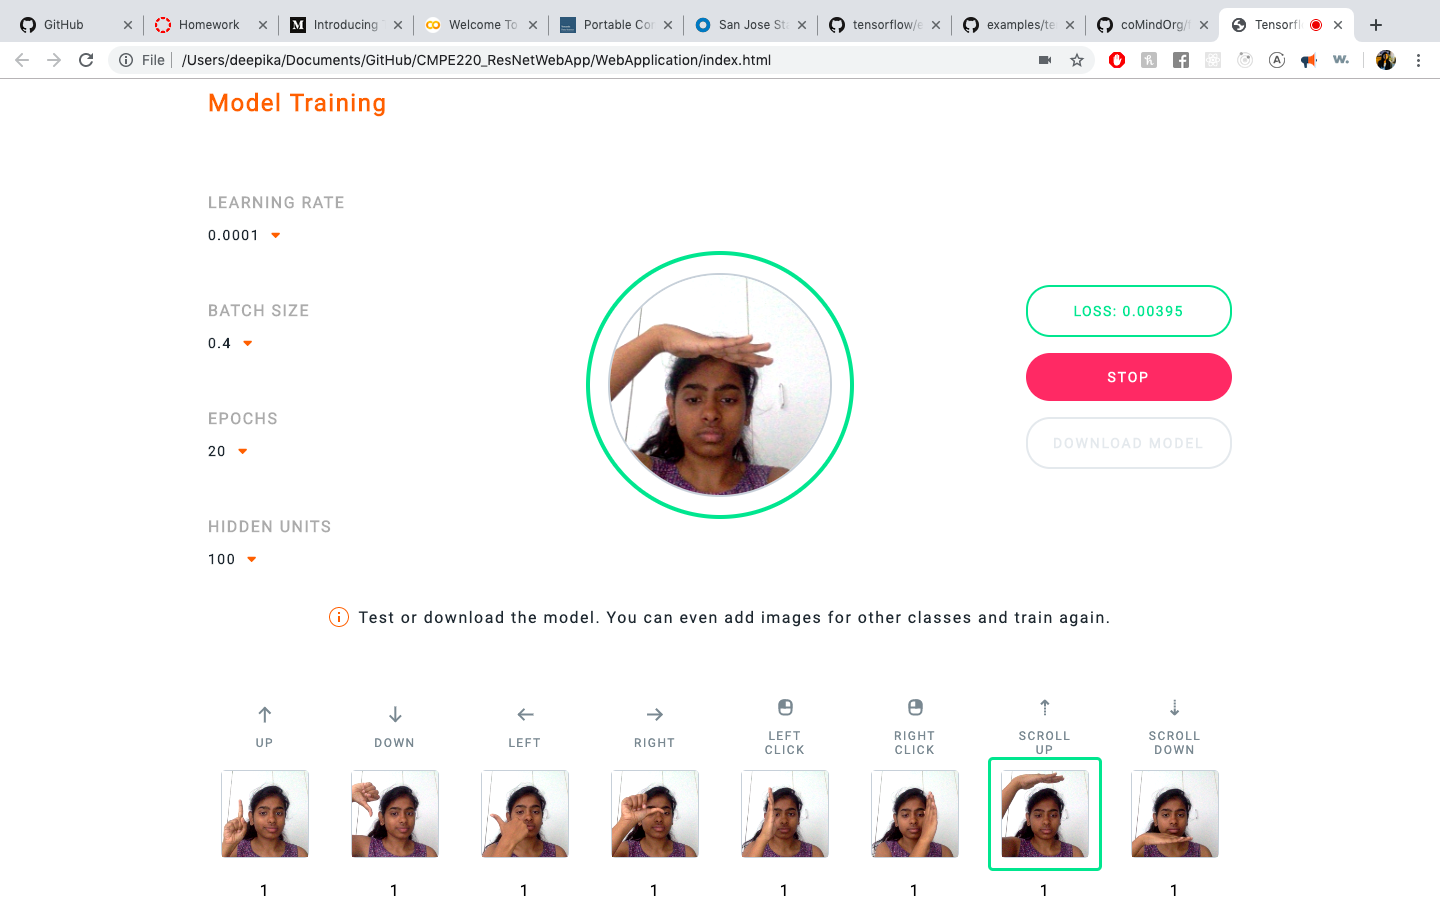 GitHub
Homework
Introducing
Welcome To
Portable Co
San Jose St
tensorflow/e
examples/te
coMindOrg/f
Tensorfl
File
/Users/deepika/Documents/GitHub/CMPE220_ResNetWebApp/WebApplication/index.html
Model Training
LEARNING RATE
0.0001
BATCH SIZE
0.4
EPOCHS
20
HIDDEN UNITS
100
LOSS: 0.00395
STOP
DOWNLOAD MODEL
Test or download the model. You can even add images for other classes and train again.
UP
DOWN
LEFT
RIGHT
LEFT
CLICK
RIGHT
CLICK
SCROLL
UP
SCROLL
DOWN
1
1
1
1
1
1
1
1